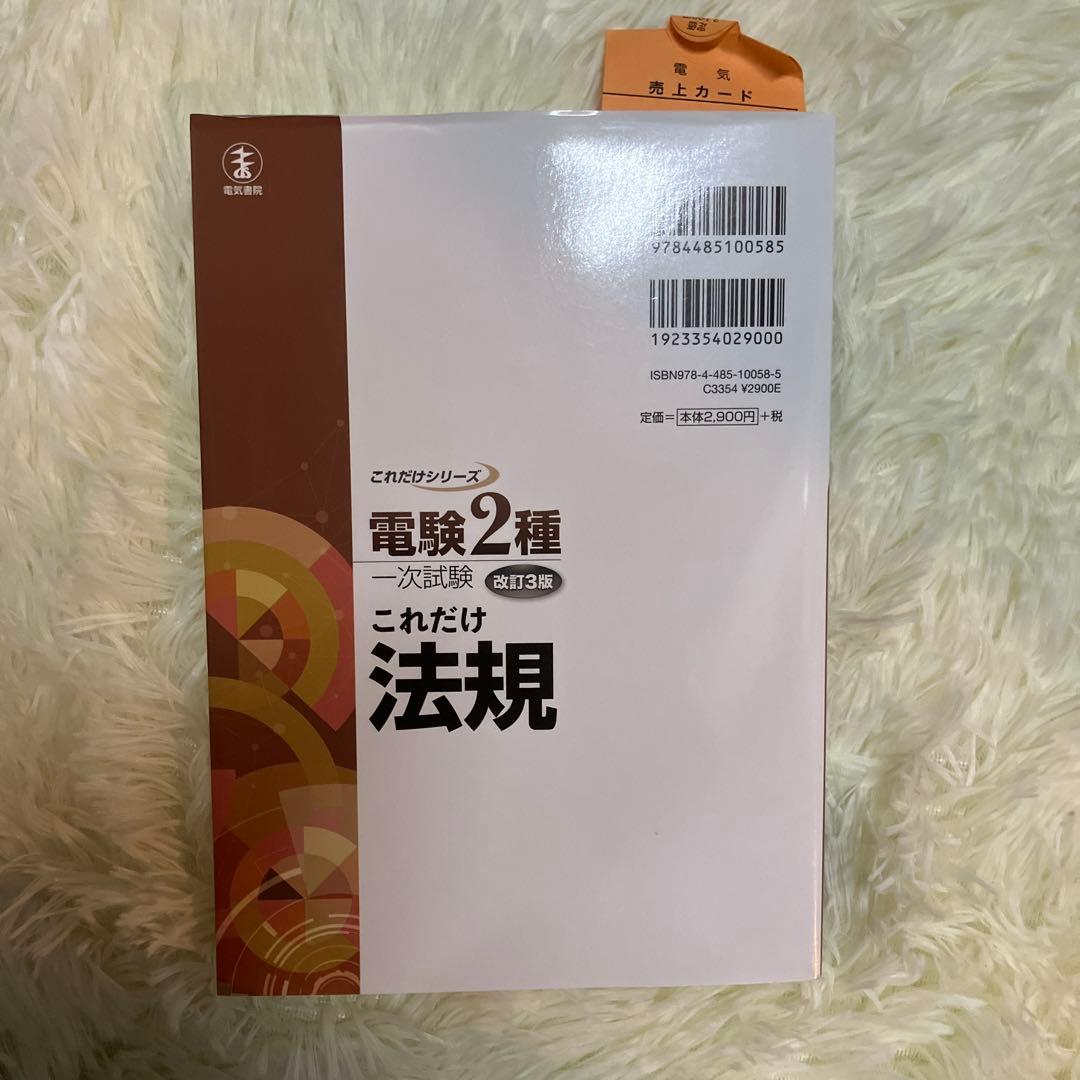 定価
電気
売上カード
電気書院
9784485100585
1923354029000
ISBN978-4-485-10058-5
C3354 ¥2900E
定価＝本体2,900円＋税
これだけシリーズ
電験2種
一次試験 改訂3版
これだけ
法規